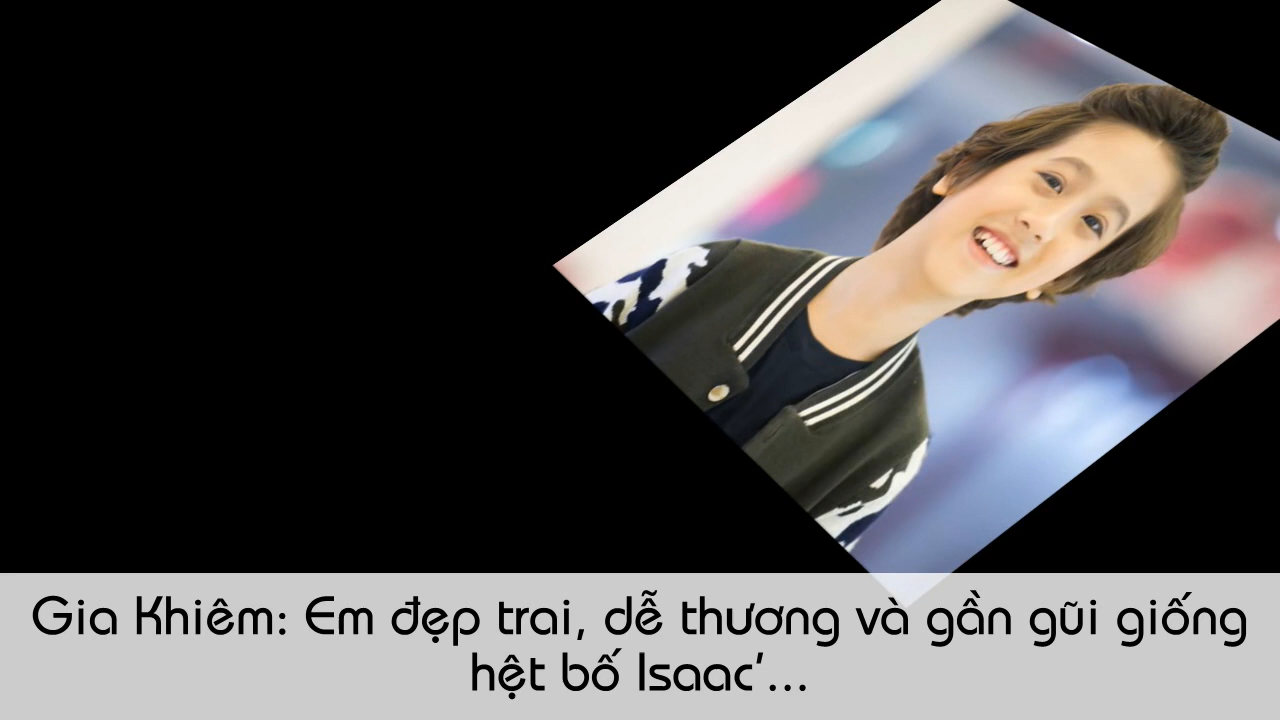 Gia Khiêm: Em đẹp trai, dễ thương và gần gũi giống
hệt bố Isaac’...